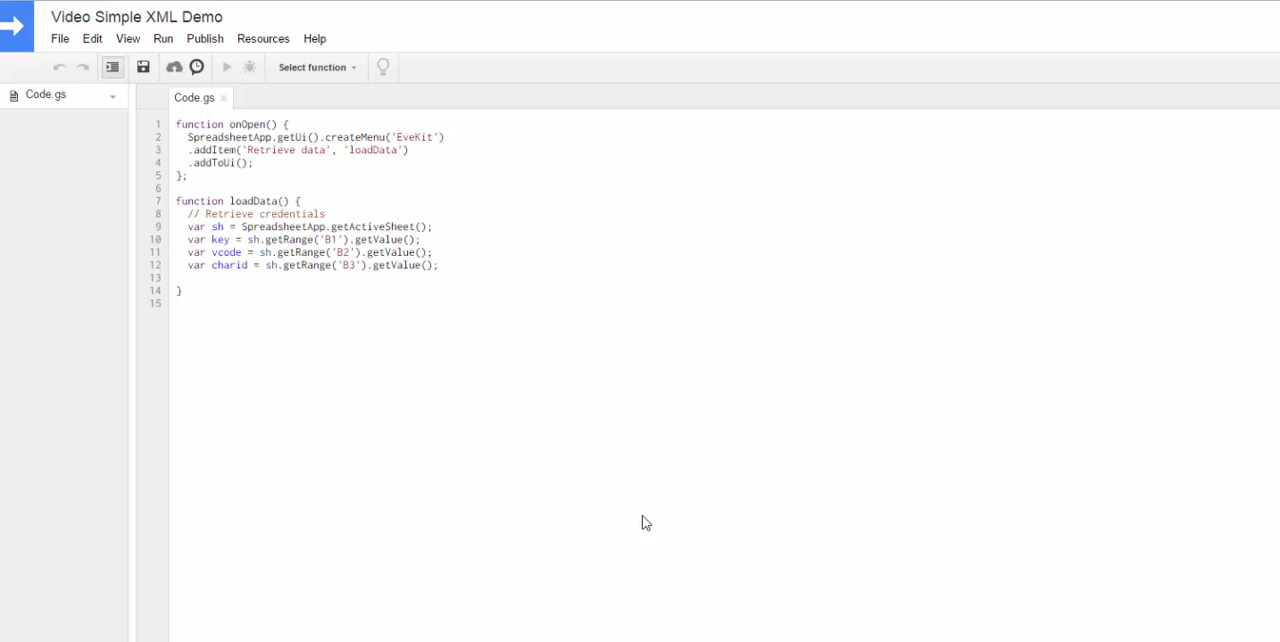 Video Simple XML Demo
File Edit View Run Publish Resources Help
Select function
Code.gs
Code.gs
1 function onOpen() {
2 SpreadsheetApp.getUi().createMenu('EveKit')
3 .addItem('Retrieve data', 'loadData')
4 .addToUi();
5 };
6
7 function loadData() {
8 // Retrieve credentials
9 var sh = SpreadsheetApp.getActiveSheet();
10 var key = sh.getRange('B1').getValue();
11 var vcode = sh.getRange('B2').getValue();
12 var charid = sh.getRange('B3').getValue();
13
14 }
15